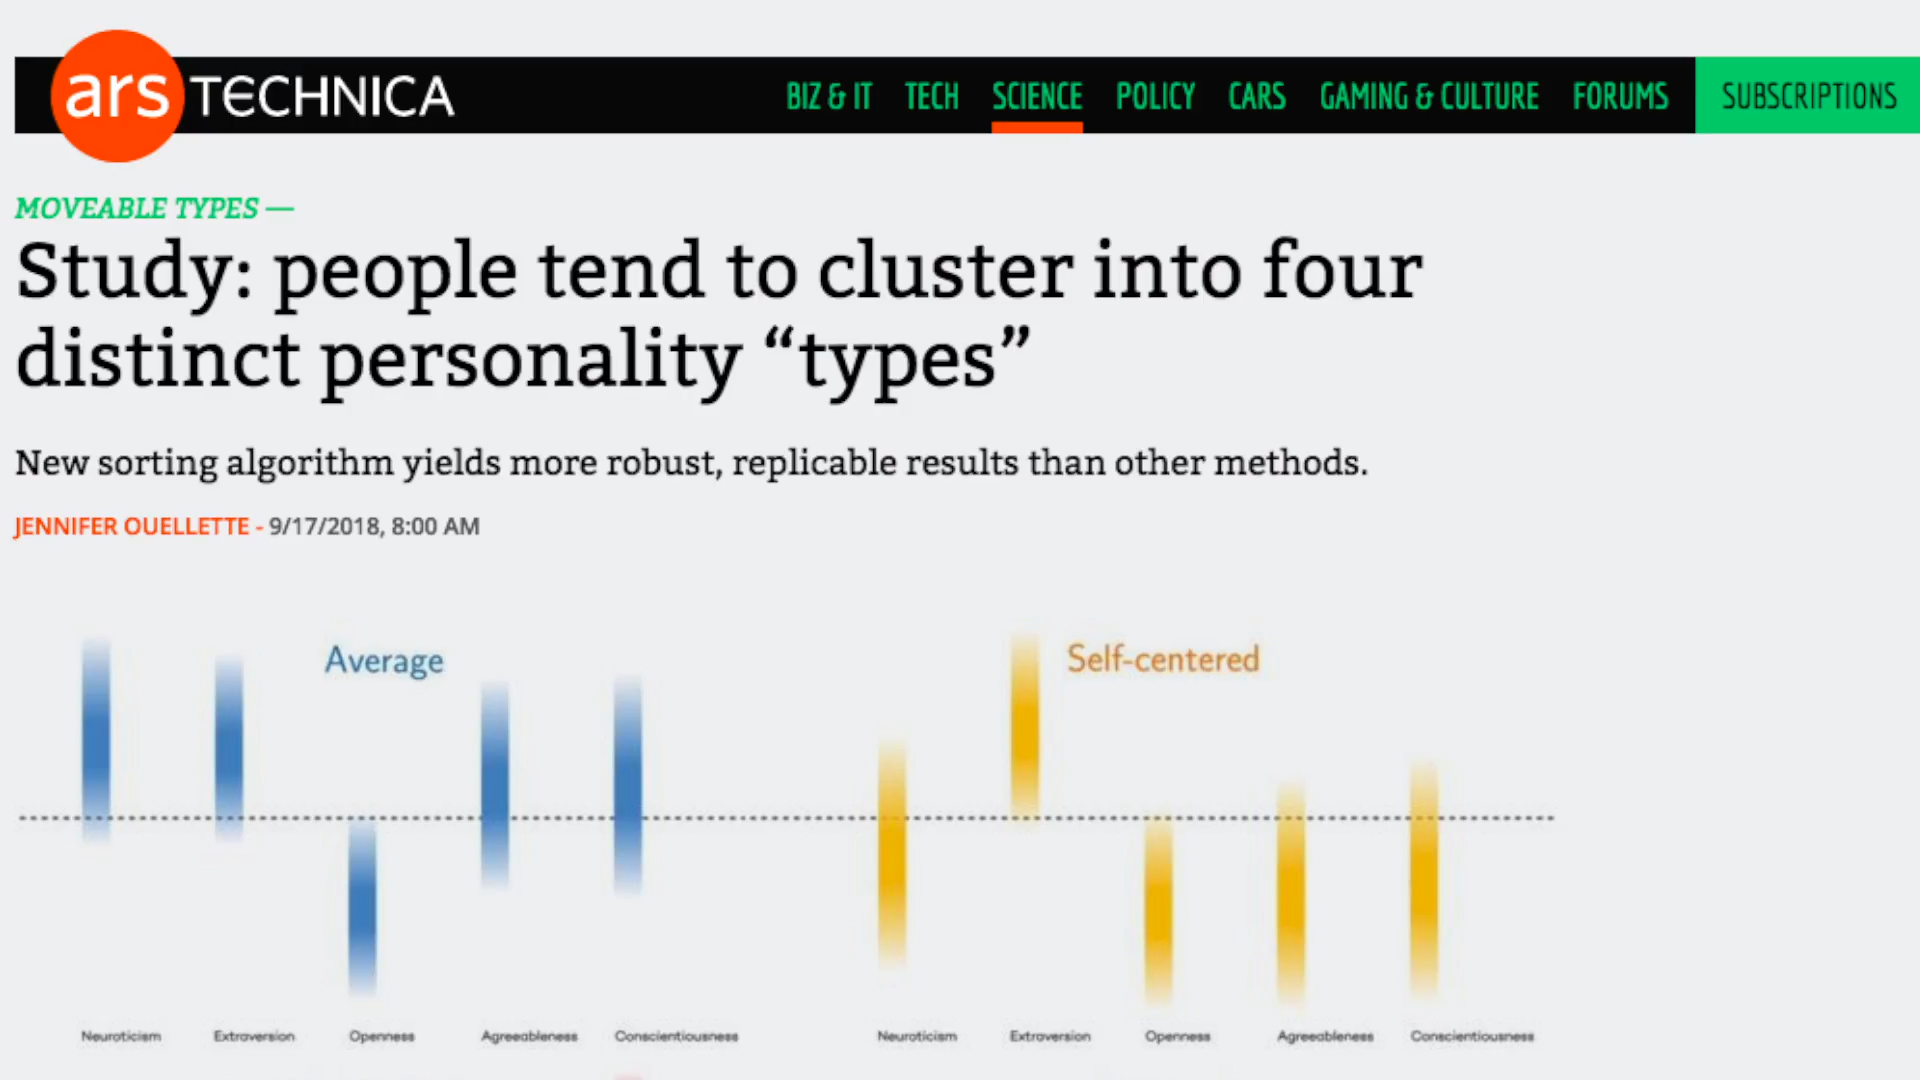 ars TECHNICA
BIZ & IT TECH SCIENCE POLICY CARS GAMING & CULTURE FORUMS SUBSCRIPTIONS
MOVEABLE TYPES —
Study: people tend to cluster into four
distinct personality “types”
New sorting algorithm yields more robust, replicable results than other methods.
JENNIFER OUELLETTE - 9/17/2018, 8:00 AM
Average Self-centered
Neuroticism Extraversion Openness Agreeableness Conscientiousness Neuroticism Extraversion Openness Agreeableness Conscientiousness